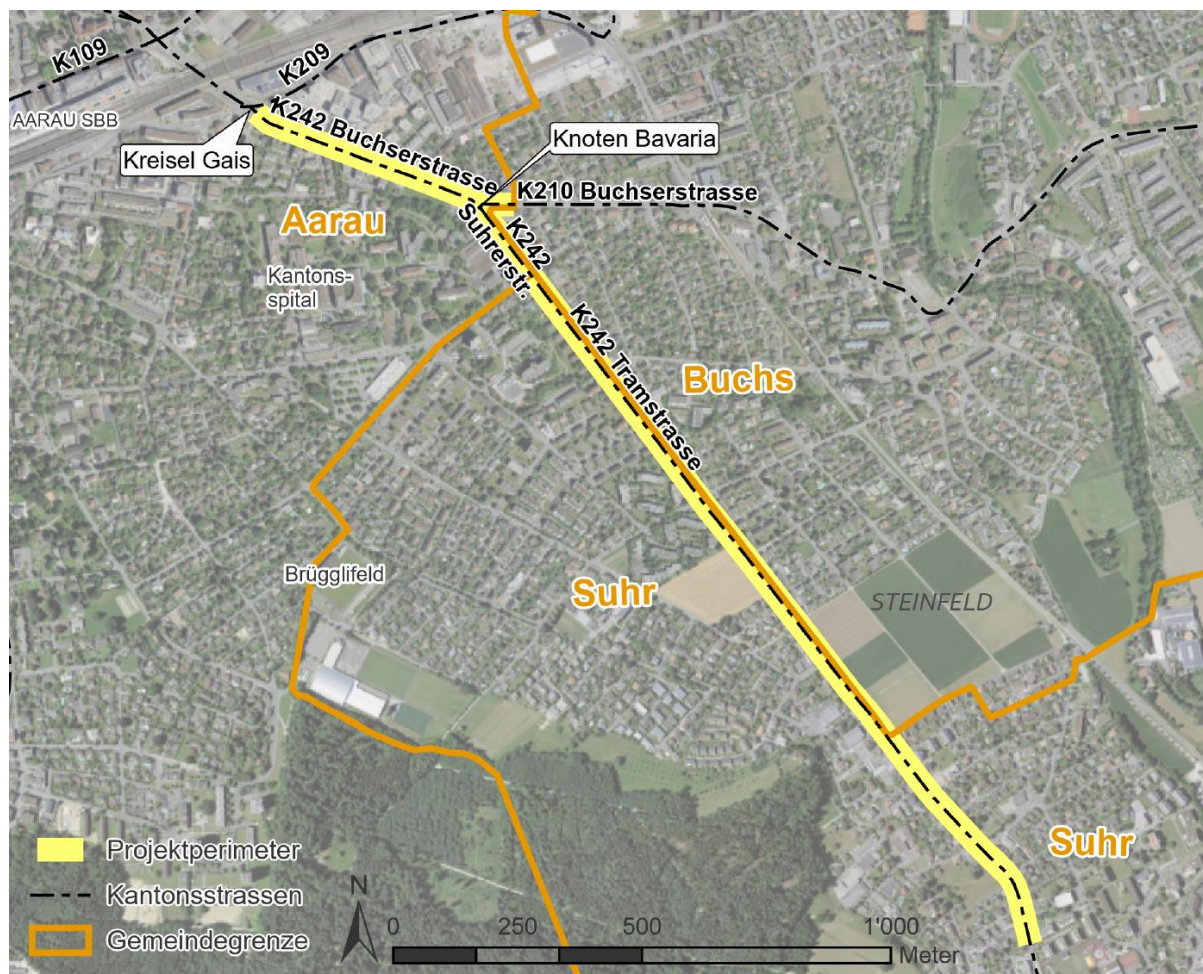 K109
K209
AARAU SBB
K242 Buchserstrasse
Kreisel Gais
Knoten Bavaria
K210 Buchserstrasse
Aarau
K242
Suhrerstr.
Kantons-
spital
K242 Tramstrasse
Buchs
Brügglifeld
Suhr
STEINFELD
Suhr
Projektperimeter
Kantonsstrassen
Gemeindegrenze
N
0 250 500 1'000
Meter